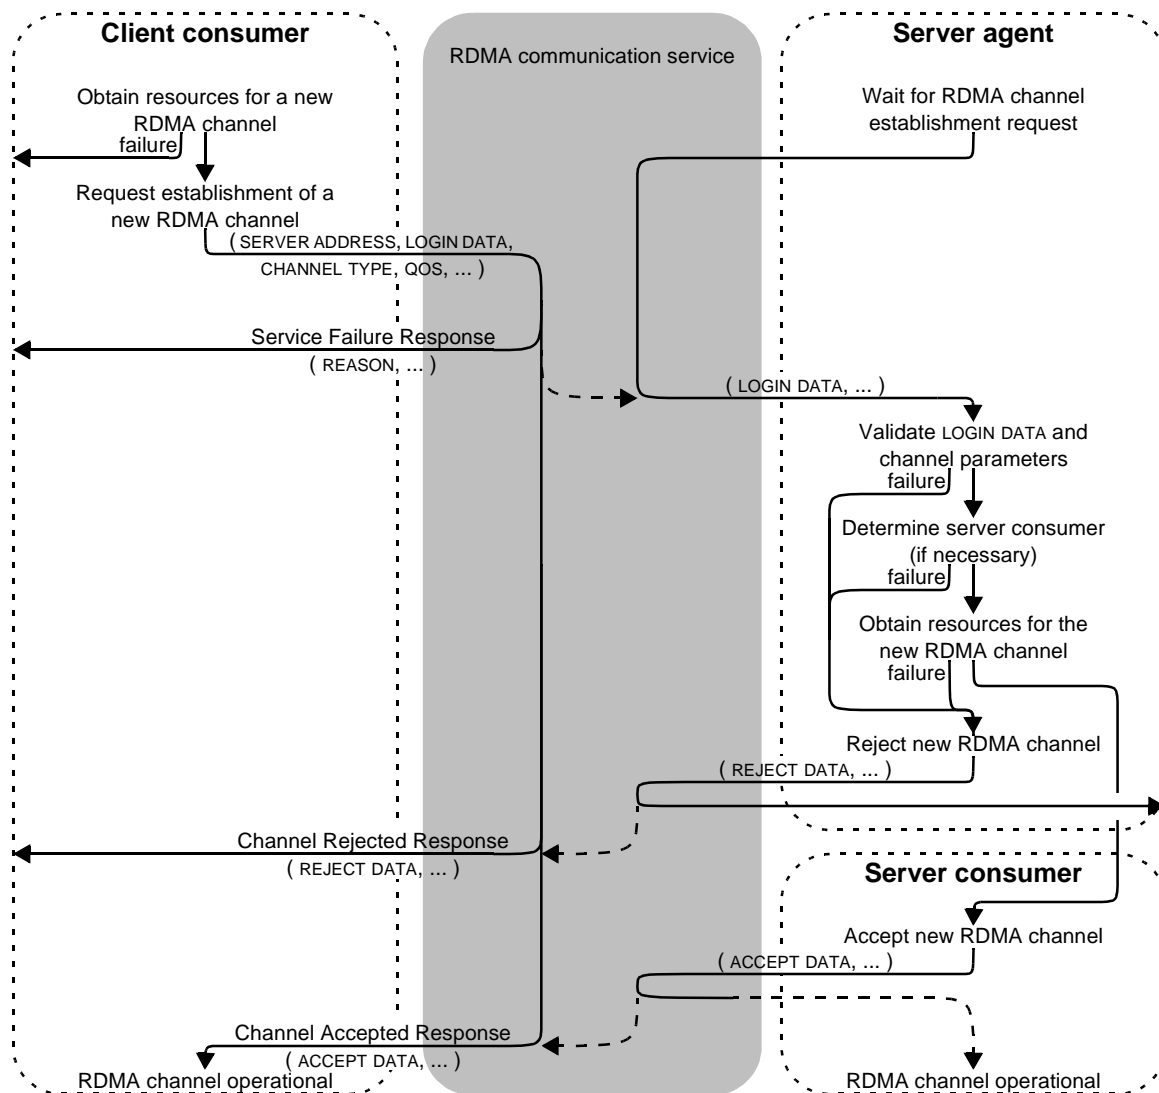 Client consumer
RDMA communication service
Server agent
Obtain resources for a new
RDMA channel
failure
Wait for RDMA channel
establishment request
Request establishment of a
new RDMA channel
( SERVER ADDRESS, LOGIN DATA,
CHANNEL TYPE, QOS, ... )
Service Failure Response
( REASON, ... )
( LOGIN DATA, ... )
Validate LOGIN DATA and
channel parameters
failure
Determine server consumer
(if necessary)
failure
Obtain resources for the
new RDMA channel
failure
Reject new RDMA channel
( REJECT DATA, ... )
Channel Rejected Response
( REJECT DATA, ... )
Server consumer
Accept new RDMA channel
( ACCEPT DATA, ... )
Channel Accepted Response
( ACCEPT DATA, ... )
RDMA channel operational
RDMA channel operational